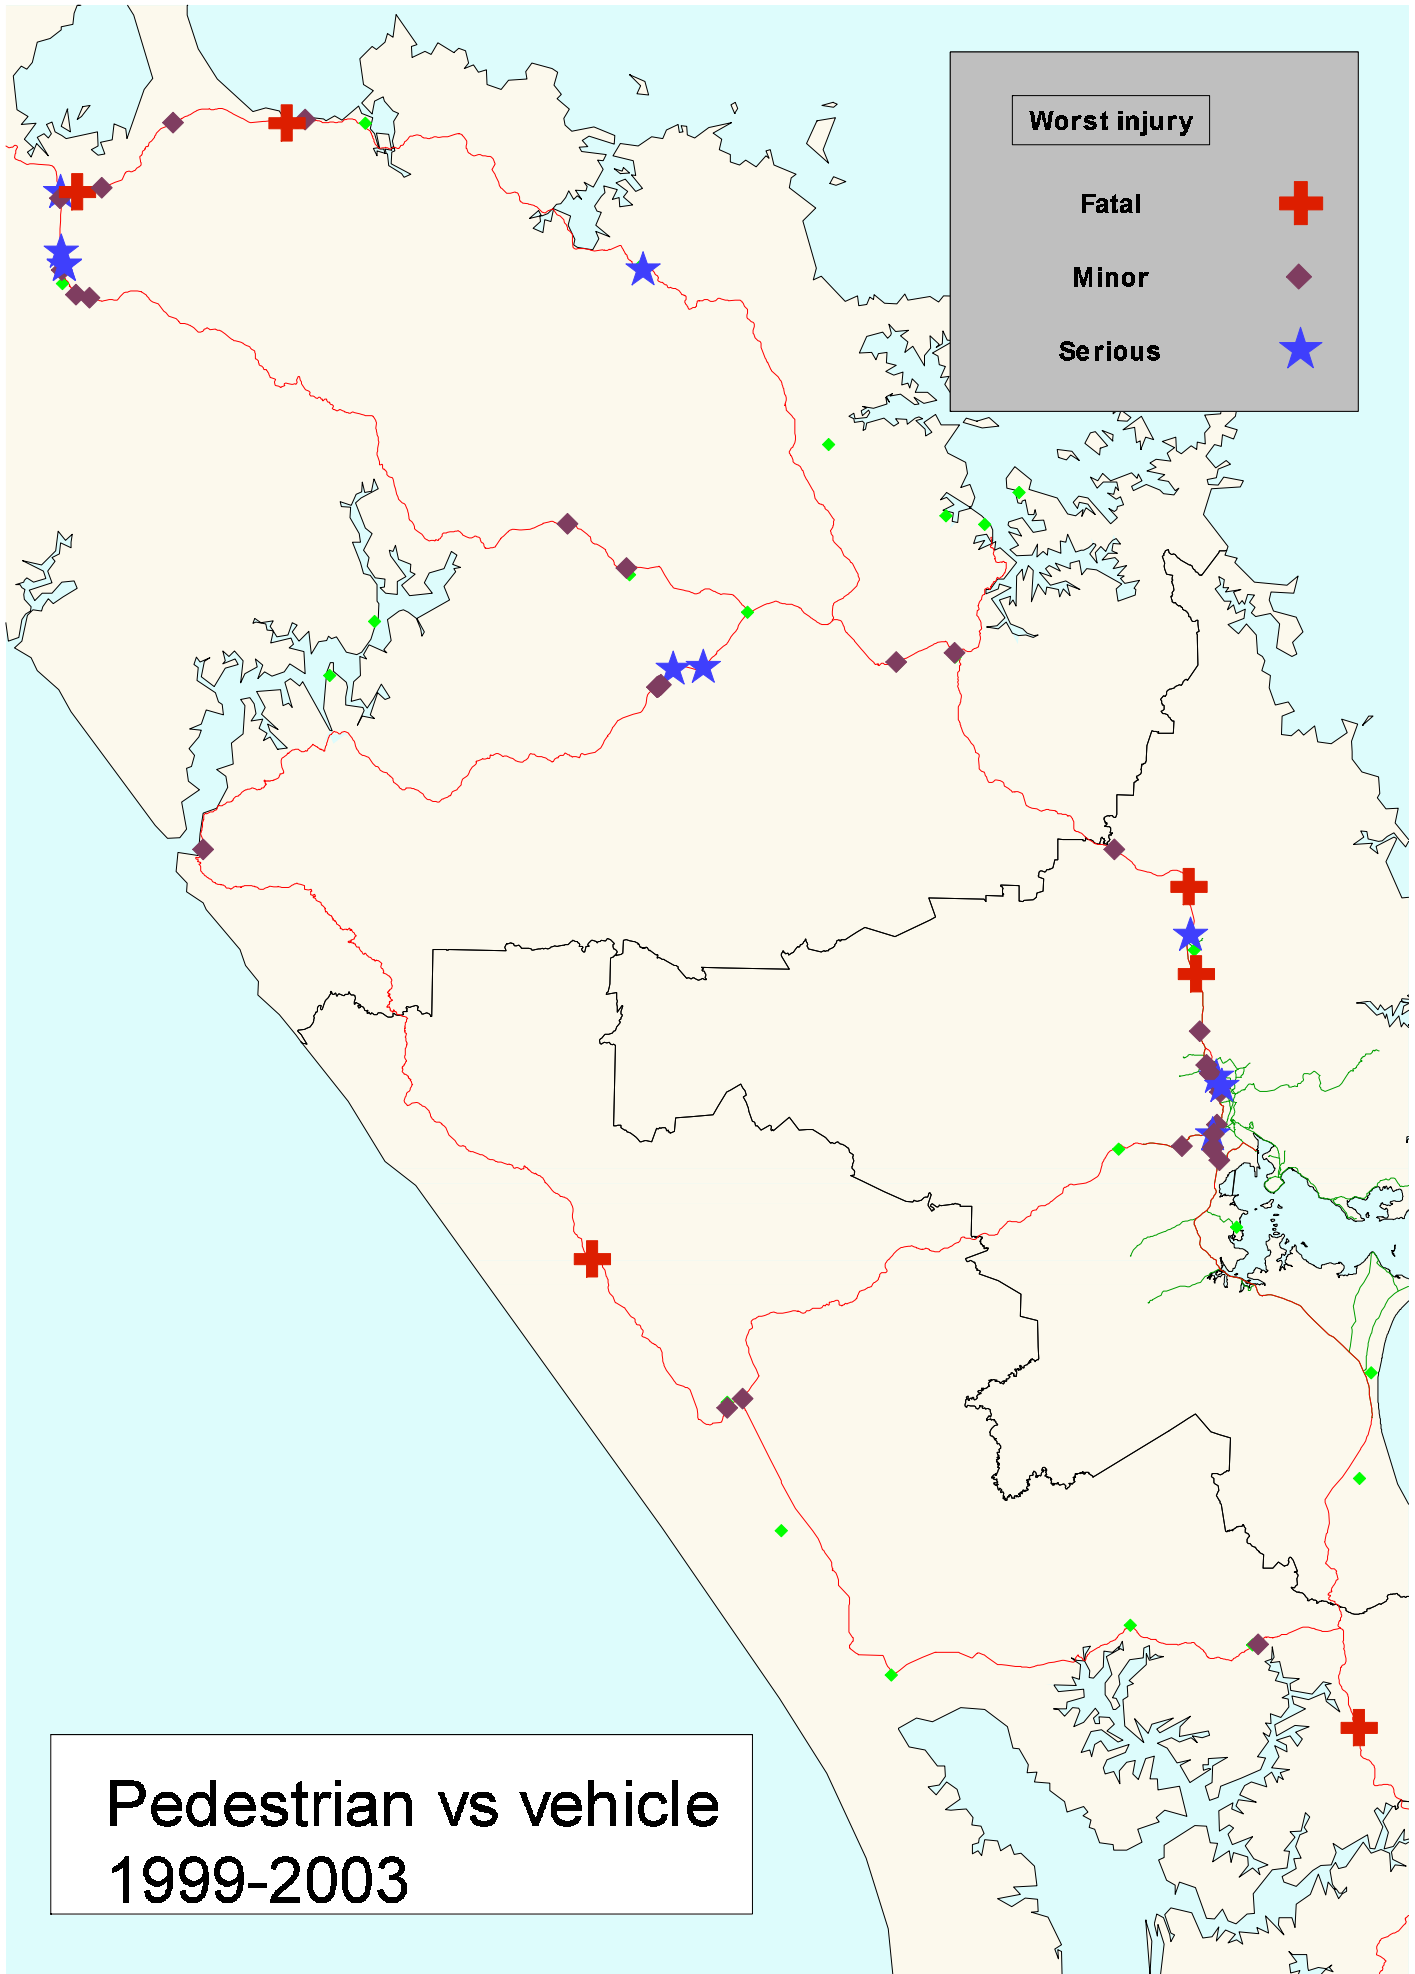 Worst injury
Fatal
Minor
Serious
Pedestrian vs vehicle
1999-2003